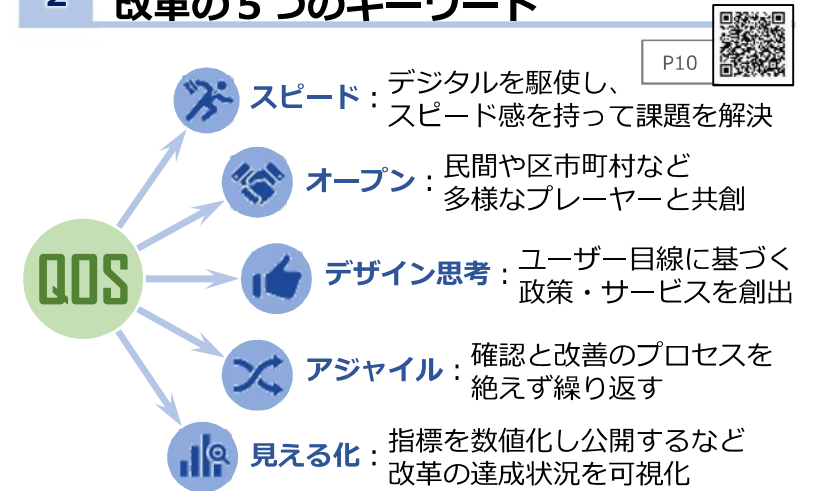 2 改革の5つのキーワード
P10
スピード：デジタルを駆使し、
スピード感を持って課題を解決
オープン：民間や区市町村など
多様なプレーヤーと共創
QOS
デザイン思考：ユーザー目線に基づく
政策・サービスを創出
アジャイル：確認と改善のプロセスを
絶えず繰り返す
見える化：指標を数値化し公開するなど
改革の達成状況を可視化